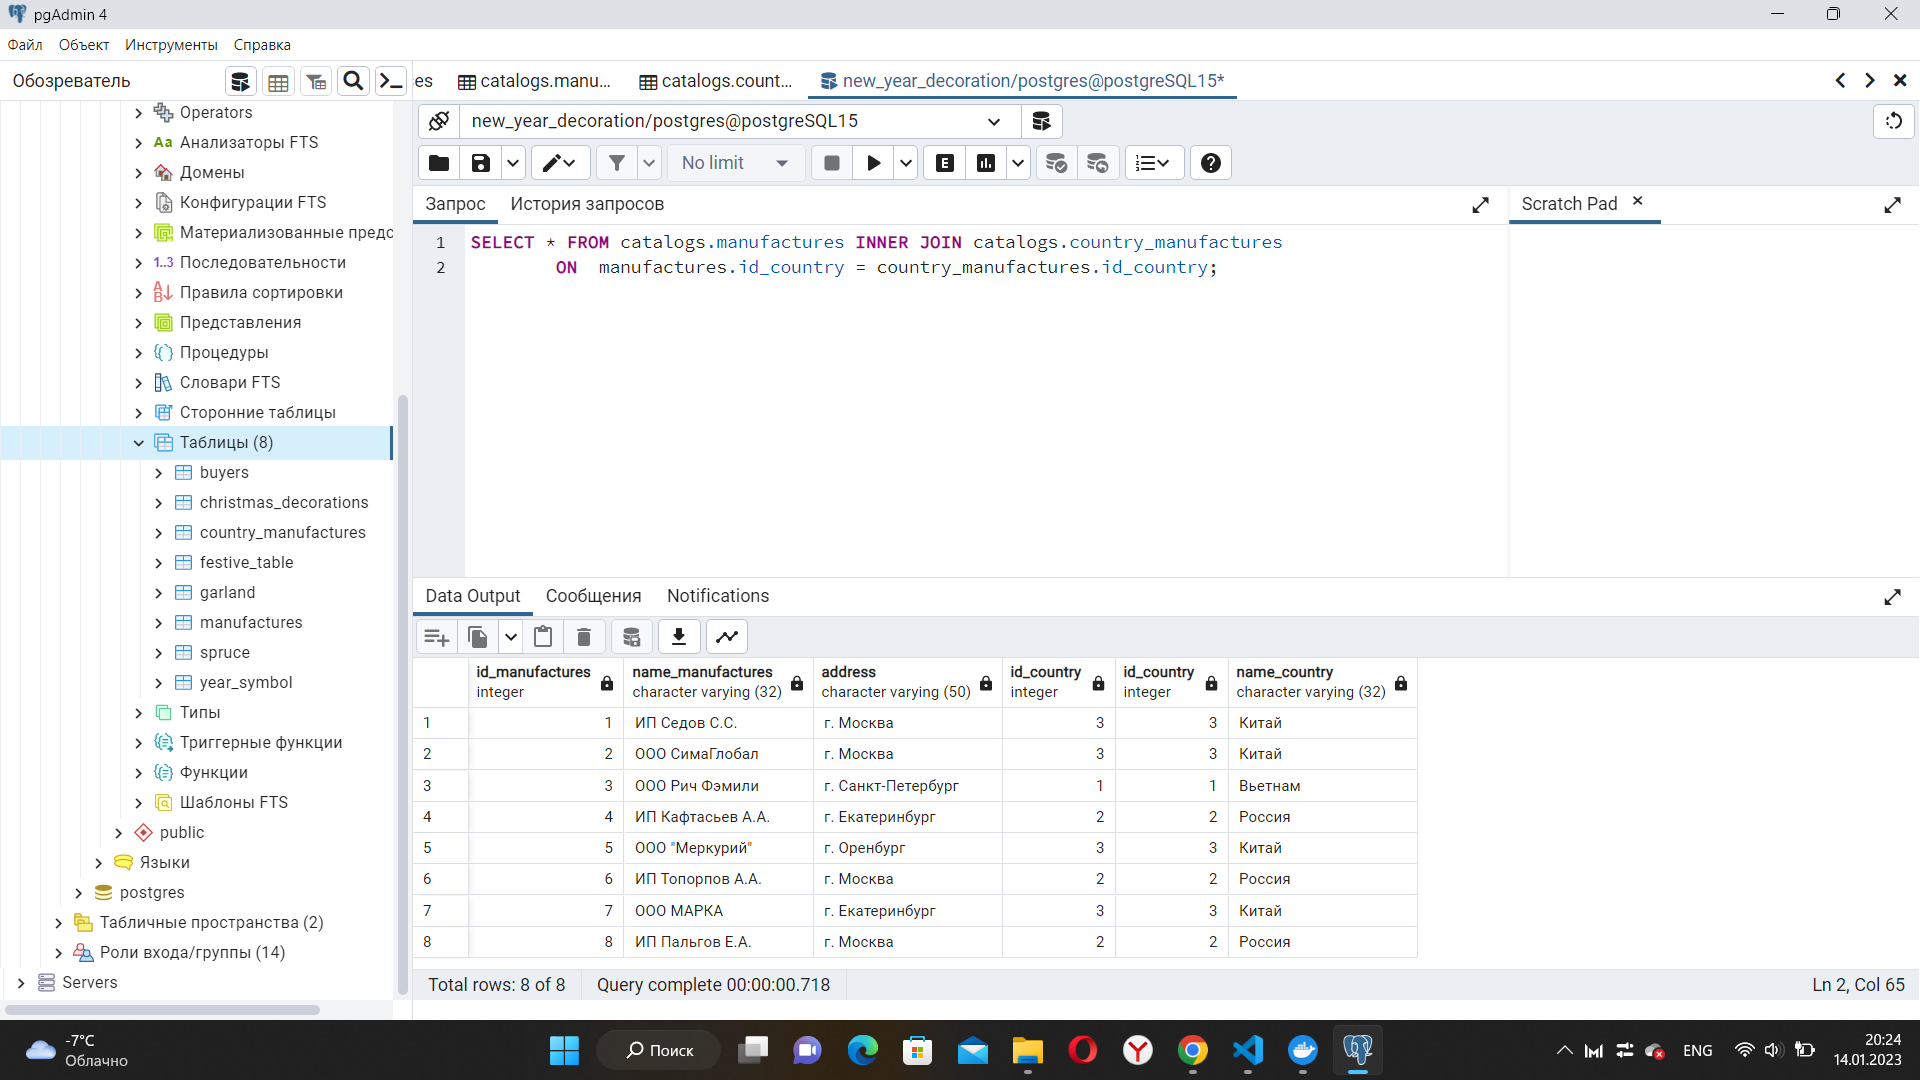 pgAdmin 4
Файл Объект Инструменты Справка
Обозреватель
es catalogs.manu... catalogs.count... new_year_decoration/postgres@postgreSQL15*
Operators
Анализаторы FTS
Домены
Конфигурации FTS
Материализованные предс
Последовательности
Правила сортировки
Представления
Процедуры
Словари FTS
Сторонние таблицы
Таблицы (8)
buyers
christmas_decorations
country_manufactures
festive_table
garland
manufactures
spruce
year_symbol
Типы
Триггерные функции
Функции
Шаблоны FTS
public
Языки
postgres
Табличные пространства (2)
Роли входа/группы (14)
Servers
new_year_decoration/postgres@postgreSQL15
No limit
Запрос История запросов
Scratch Pad
1 SELECT * FROM catalogs.manufactures INNER JOIN catalogs.country_manufactures
2 ON manufactures.id_country = country_manufactures.id_country;
Data Output Сообщения Notifications
id_manufactures name_manufactures address id_country id_country name_country
integer character varying (32) character varying (50) integer integer character varying (32)
1 1 ИП Седов С.С. г. Москва 3 3 Китай
2 2 ООО СимаГлобал г. Москва 3 3 Китай
3 3 ООО Рич Фэмили г. Санкт-Петербург 1 1 Вьетнам
4 4 ИП Кафтасьев А.А. г. Екатеринбург 2 2 Россия
5 5 ООО "Меркурий" г. Оренбург 3 3 Китай
6 6 ИП Топорпов А.А. г. Москва 2 2 Россия
7 7 ООО МАРКА г. Екатеринбург 3 3 Китай
8 8 ИП Пальгов Е.А. г. Москва 2 2 Россия
Total rows: 8 of 8 Query complete 00:00:00.718
Ln 2, Col 65
-7°C
Облачно
Поиск
ENG
20:24
14.01.2023